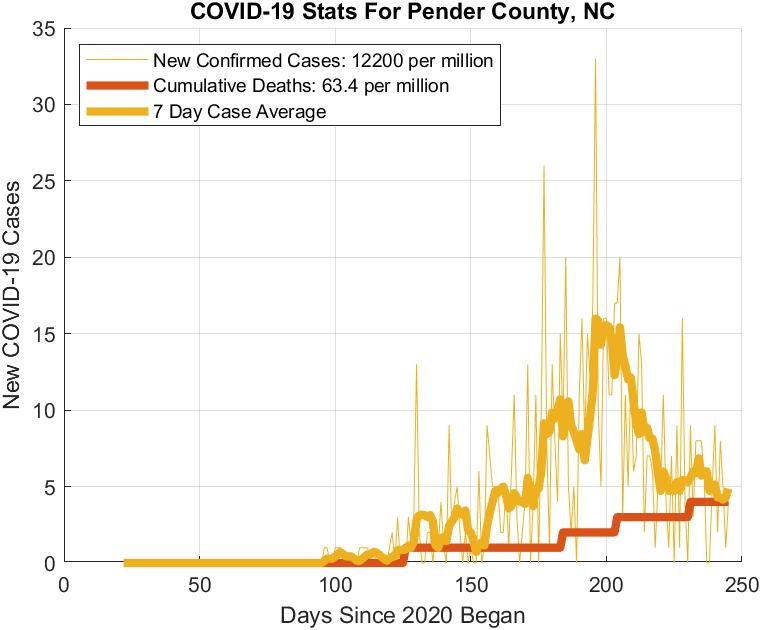 COVID-19 Stats For Pender County, NC
35
30
25
20
15
10
5
0
New COVID-19 Cases
New Confirmed Cases: 12200 per million
Cumulative Deaths: 63.4 per million
7 Day Case Average
0 50 100 150 200 250
Days Since 2020 Began